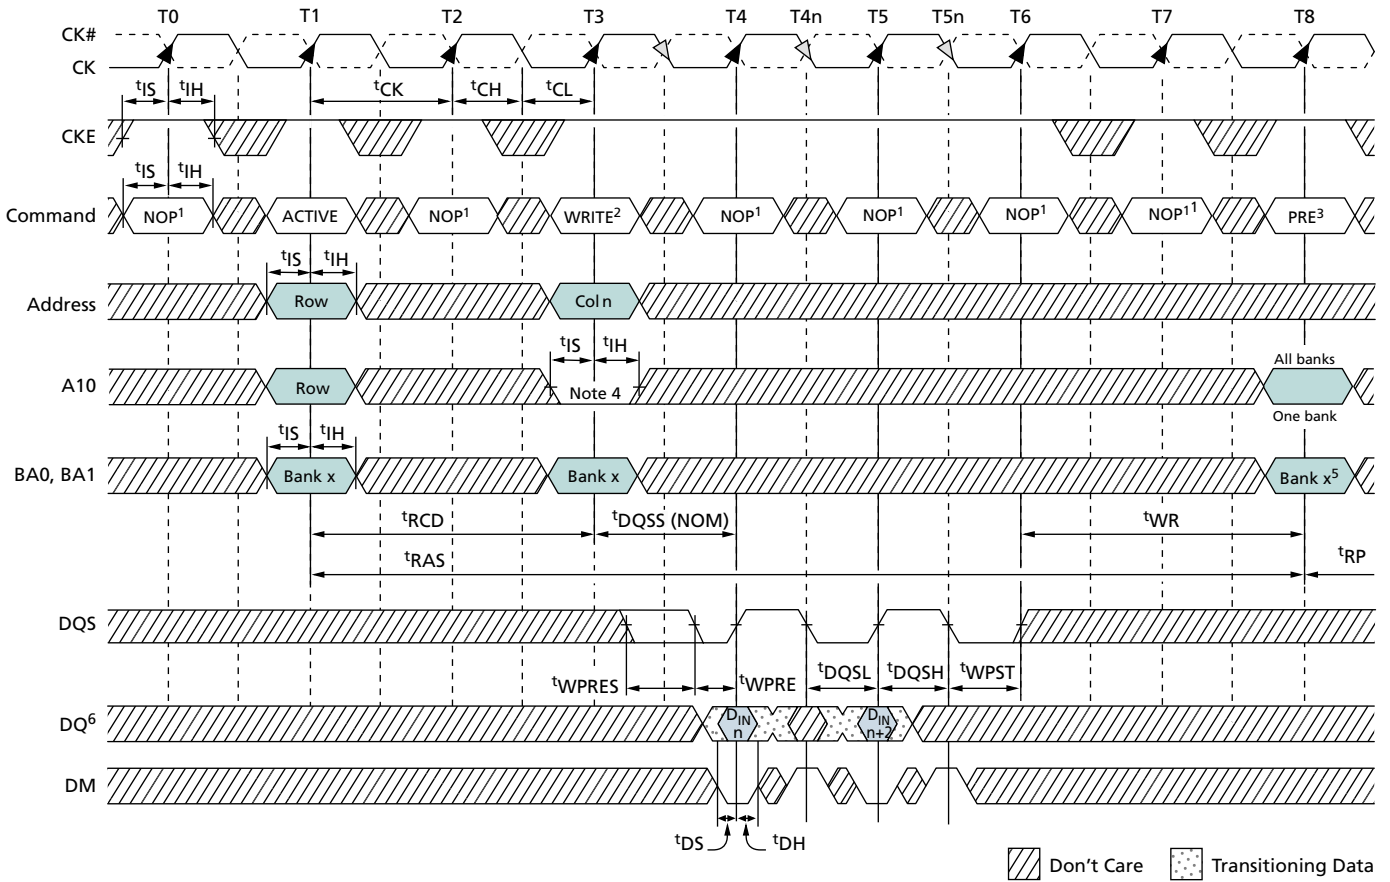 T0 T1 T2 T3 T4 T4n T5 T5n T6 T7 T8
CK#
CK
tIS tIH tCK tCH tCL
CKE
tIS tIH
Command NOP1 ACTIVE NOP1 WRITE2 NOP1 NOP1 NOP1 NOP11 PRE3
tIS tIH
Address Row Col n
tIS tIH All banks
A10 Row Note 4
One bank
tIS tIH
BA0, BA1 Bank x Bank x Bank x5
tRCD tDQSS (NOM) tWR
tRAS tRP
DQS
tWPRES tWPRE tDQSL tDQSH tWPST
DQ6 DIN n DIN n+2
DM
tDS tDH
Don't Care Transitioning Data